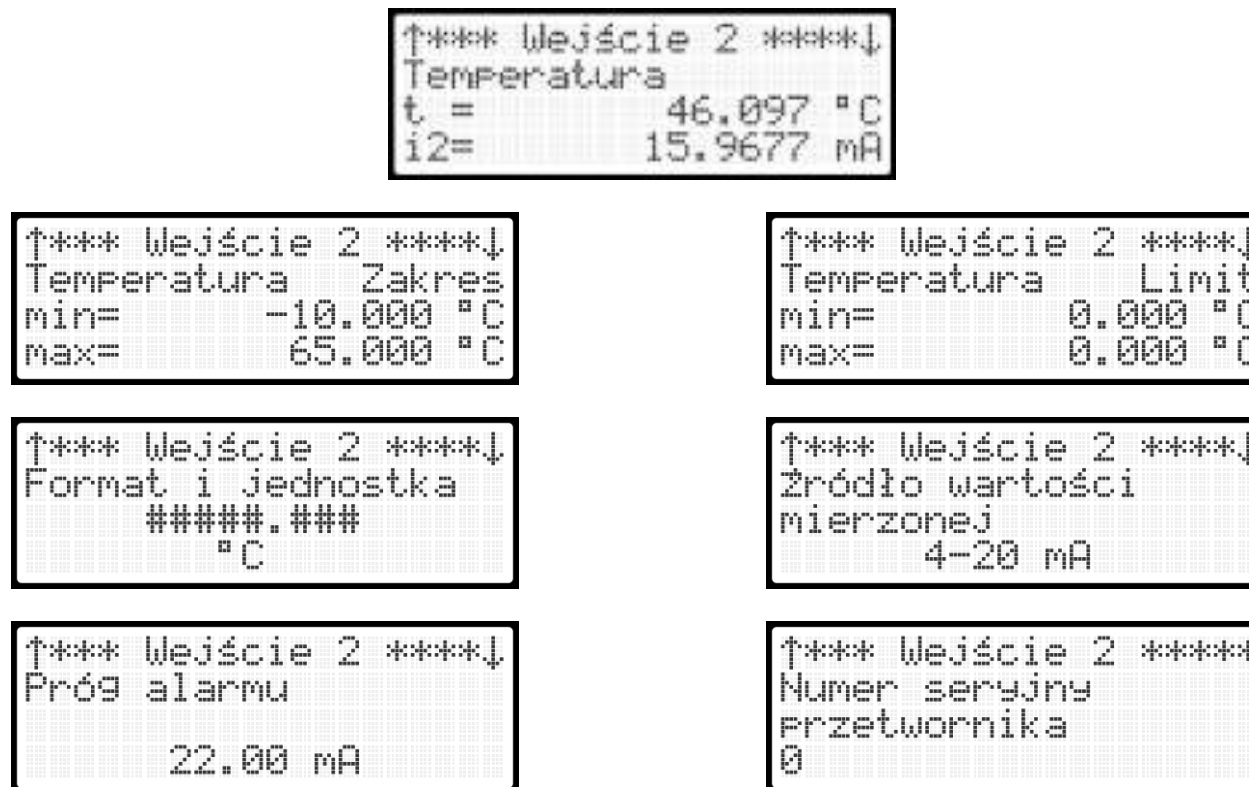 ↑*** Wejście 2 ****↓
Temperatura
t = 46.097 °C
i2= 15.9677 mA
↑*** Wejście 2 ****↓
Temperatura Zakres
min= -10.000 °C
max= 65.000 °C
↑*** Wejście 2 ****↓
Temperatura Limit
min= 0.000 °C
max= 0.000 °C
↑*** Wejście 2 ****↓
Format i jednostka
#####.###
°C
↑*** Wejście 2 ****↓
Źródło wartości
mierzonej
4-20 mA
↑*** Wejście 2 ****↓
Próg alarmu
22.00 mA
↑*** Wejście 2 *****
Numer seryjny
przetwornika
0